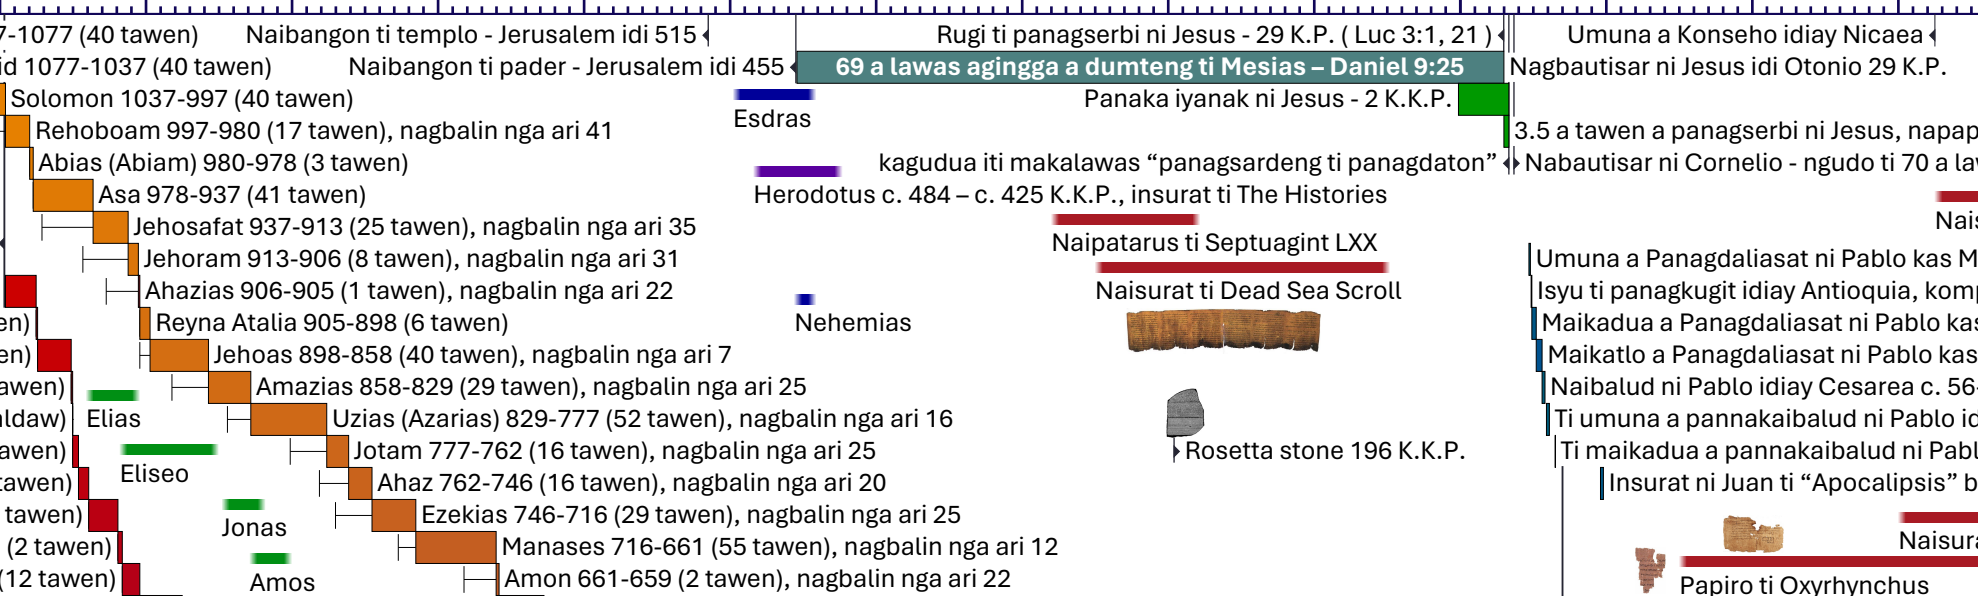 7-1077 (40 tawen)
Naibangon ti templo - Jerusalem idi 515
Rugi ti panagserbi ni Jesus - 29 K.P. ( Luc 3:1, 21 )
Umuna a Konseho idiay Nicaea
id 1077-1037 (40 tawen)
Naibangon ti pader - Jerusalem idi 455
69 a lawas agingga a dumteng ti Mesias – Daniel 9:25
Nagbautisar ni Jesus idi Otonio 29 K.P.
Solomon 1037-997 (40 tawen)
Esdras
Panaka iyanak ni Jesus - 2 K.K.P.
Rehoboam 997-980 (17 tawen), nagbalin nga ari 41
3.5 a tawen a panagserbi ni Jesus, napap
Abias (Abiam) 980-978 (3 tawen)
kagudua iti makalawas “panagsardeng ti panagdaton”
Nabautisar ni Cornelio - ngudo ti 70 a la
Asa 978-937 (41 tawen)
Herodotus c. 484 – c. 425 K.K.P., insurat ti The Histories
Jehosafat 937-913 (25 tawen), nagbalin nga ari 35
Nais
Naipatarus ti Septuagint LXX
Jehoram 913-906 (8 tawen), nagbalin nga ari 31
Umuna a Panagdaliasat ni Pablo kas M
Ahazias 906-905 (1 tawen), nagbalin nga ari 22
Naisurat ti Dead Sea Scroll
Isyu ti panagkugit idiay Antioquia, komp
en)
Reyna Atalia 905-898 (6 tawen)
Nehemias
Maikadua a Panagdaliasat ni Pablo kas
en)
Jehoas 898-858 (40 tawen), nagbalin nga ari 7
Maikatlo a Panagdaliasat ni Pablo kas
awen)
Amazias 858-829 (29 tawen), nagbalin nga ari 25
Naibalud ni Pablo idiay Cesarea c. 56-
aldaw)
Elias
Uzias (Azarias) 829-777 (52 tawen), nagbalin nga ari 16
Ti umuna a pannakaibalud ni Pablo id
awen)
Jotam 777-762 (16 tawen), nagbalin nga ari 25
Rosetta stone 196 K.K.P.
Ti maikadua a pannakaibalud ni Pabl
tawen)
Eliseo
Ahaz 762-746 (16 tawen), nagbalin nga ari 20
Insurat ni Juan ti “Apocalipsis” b
tawen)
Jonas
Ezekias 746-716 (29 tawen), nagbalin nga ari 25
(2 tawen)
Manases 716-661 (55 tawen), nagbalin nga ari 12
Naisura
(12 tawen)
Amos
Amon 661-659 (2 tawen), nagbalin nga ari 22
Papiro ti Oxyrhynchus